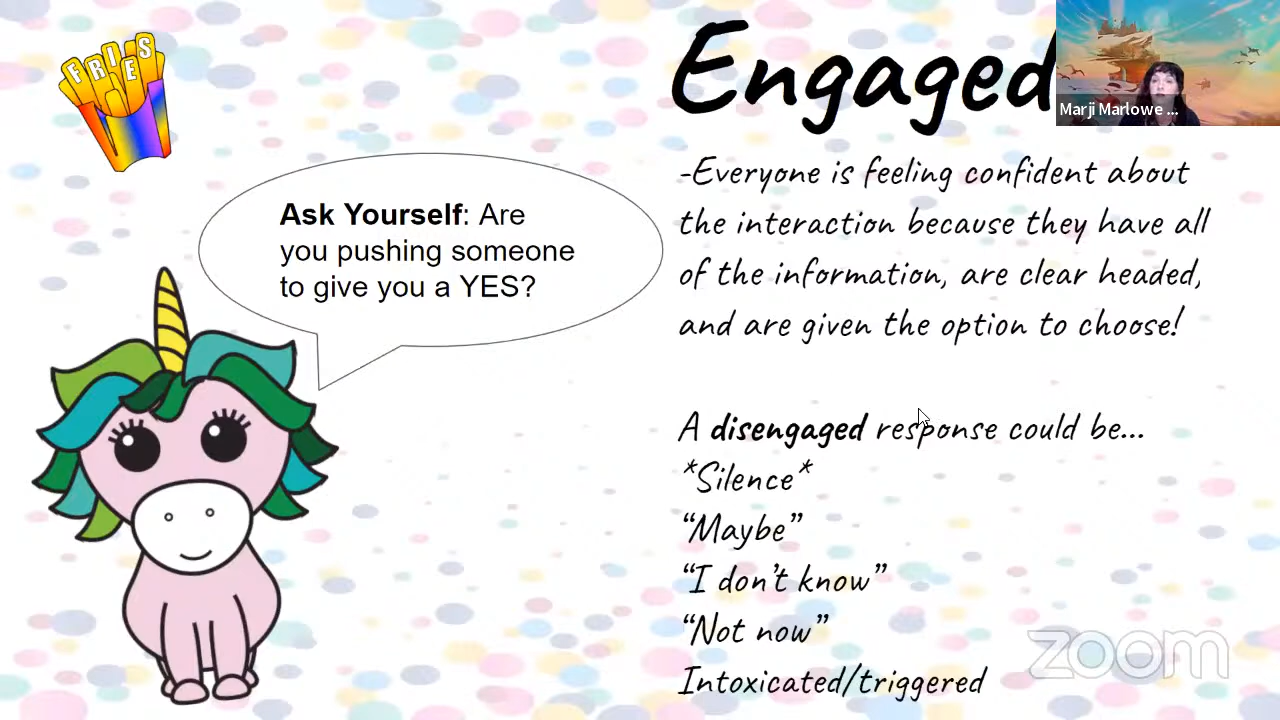 FRIES
Engaged
Marji Marlowe ...
Ask Yourself: Are
you pushing someone
to give you a YES?
-Everyone is feeling confident about
the interaction because they have all
of the information, are clear headed,
and are given the option to choose!
A disengaged response could be...
*Silence*
“Maybe”
“I don’t know”
“Not now”
Intoxicated/triggered
zoom